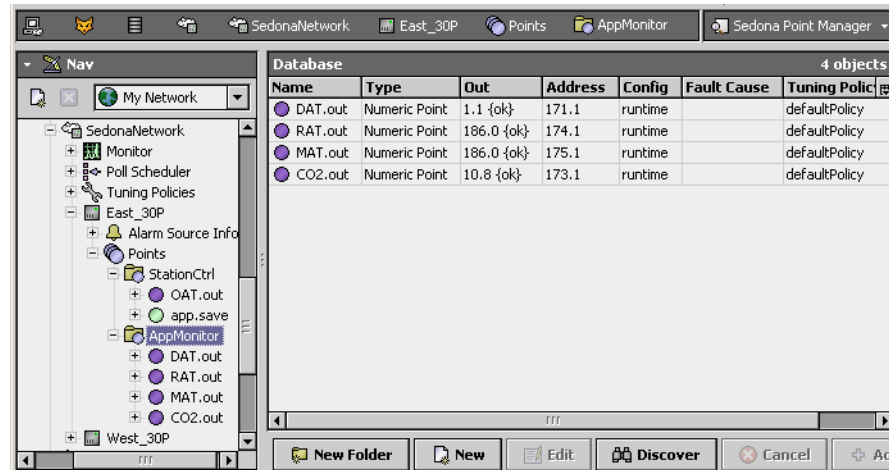 SedonaNetwork East_30P Points AppMonitor Sedona Point Manager
Nav
My Network
SedonaNetwork
Monitor
Poll Scheduler
Tuning Policies
East_30P
Alarm Source Info
Points
StationCtrl
OAT.out
app.save
AppMonitor
DAT.out
RAT.out
MAT.out
CO2.out
West_30P
Database 4 objects
Name Type Out Address Config Fault Cause Tuning Polic
DAT.out Numeric Point 1.1 {ok} 171.1 runtime defaultPolicy
RAT.out Numeric Point 186.0 {ok} 174.1 runtime defaultPolicy
MAT.out Numeric Point 186.0 {ok} 175.1 runtime defaultPolicy
CO2.out Numeric Point 10.8 {ok} 173.1 runtime defaultPolicy
New Folder New Edit Discover Cancel Ad